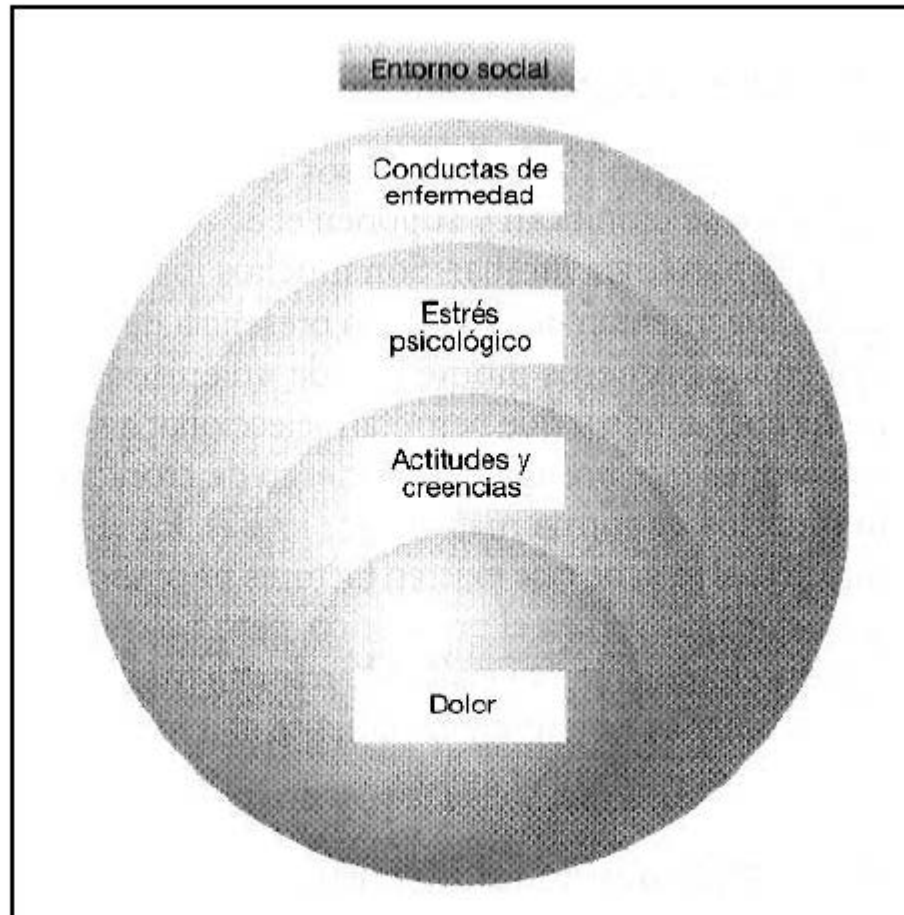 Entorno social
Conductas de
enfermedad
Estrés
psicológico
Actitudes y
creencias
Dolor